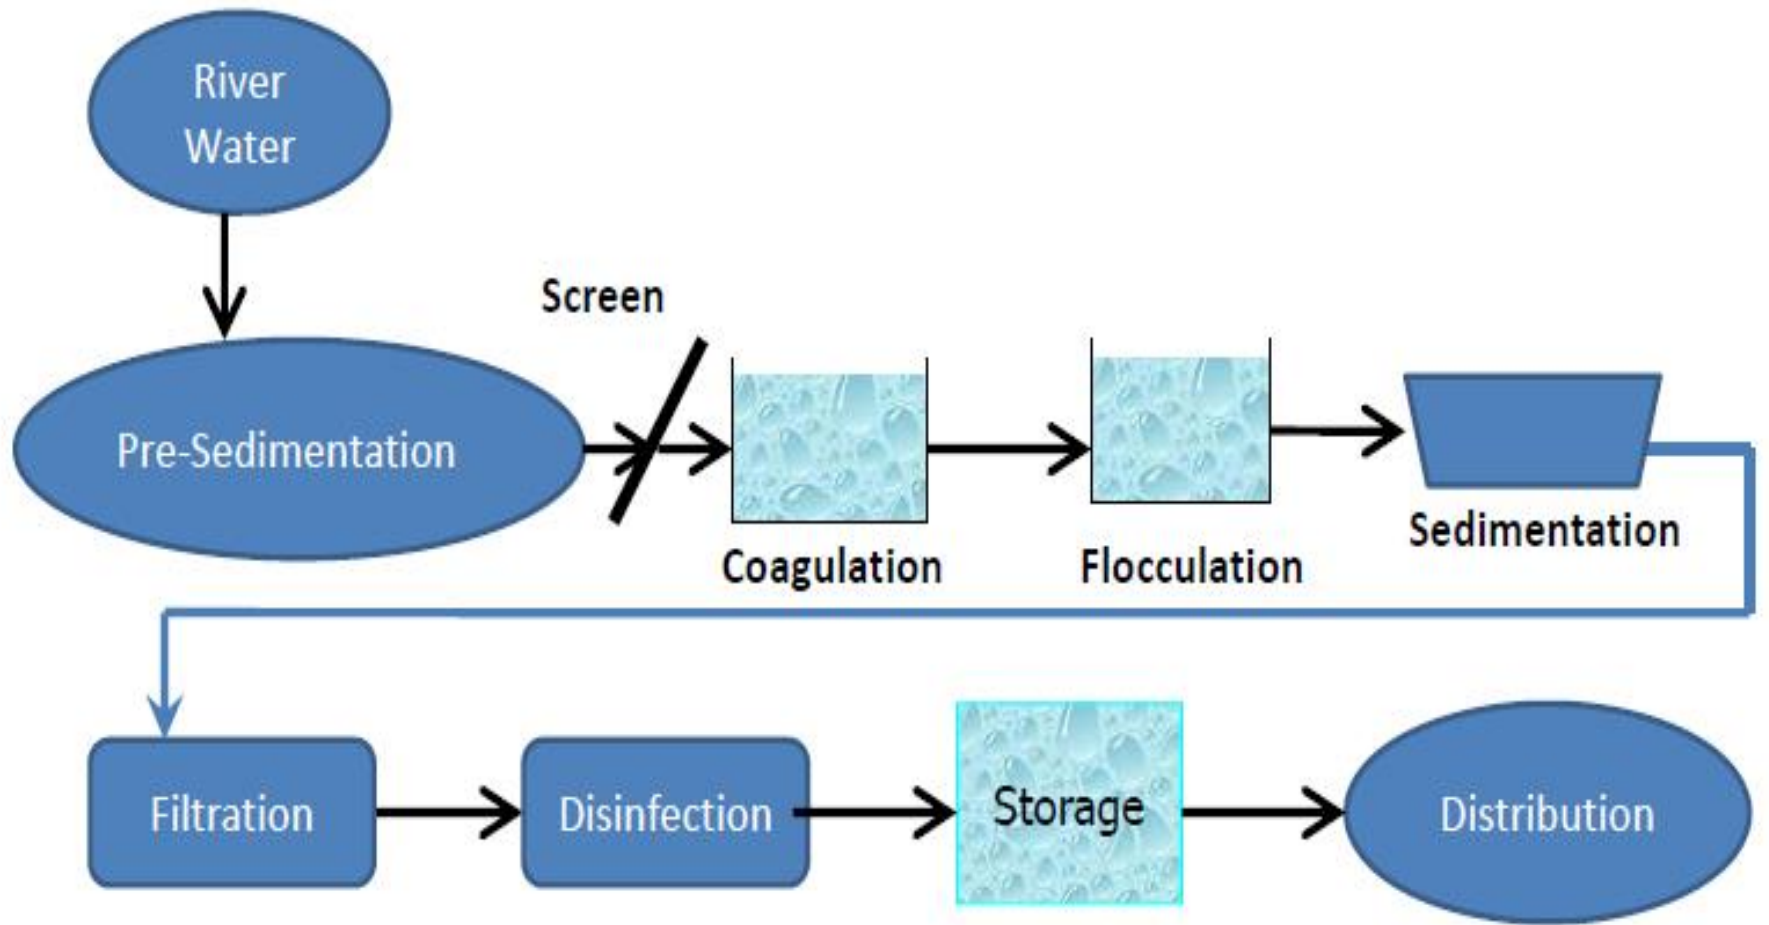 River
Water
Screen
Pre-Sedimentation
Coagulation
Flocculation
Sedimentation
Filtration
Disinfection
Storage
Distribution